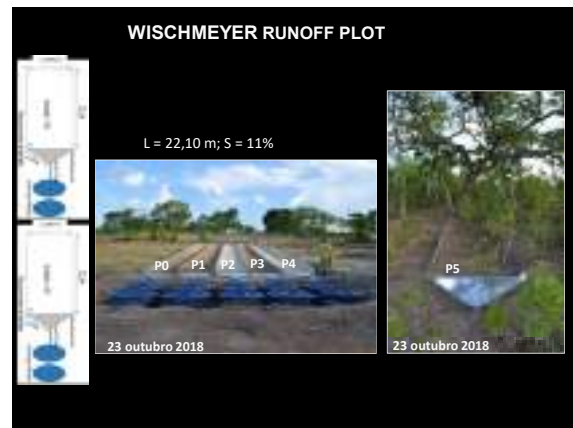 WISCHMEYER RUNOFF PLOT
L = 22,10 m; S = 11%
P0 P1 P2 P3 P4
23 outubro 2018
P5
23 outubro 2018